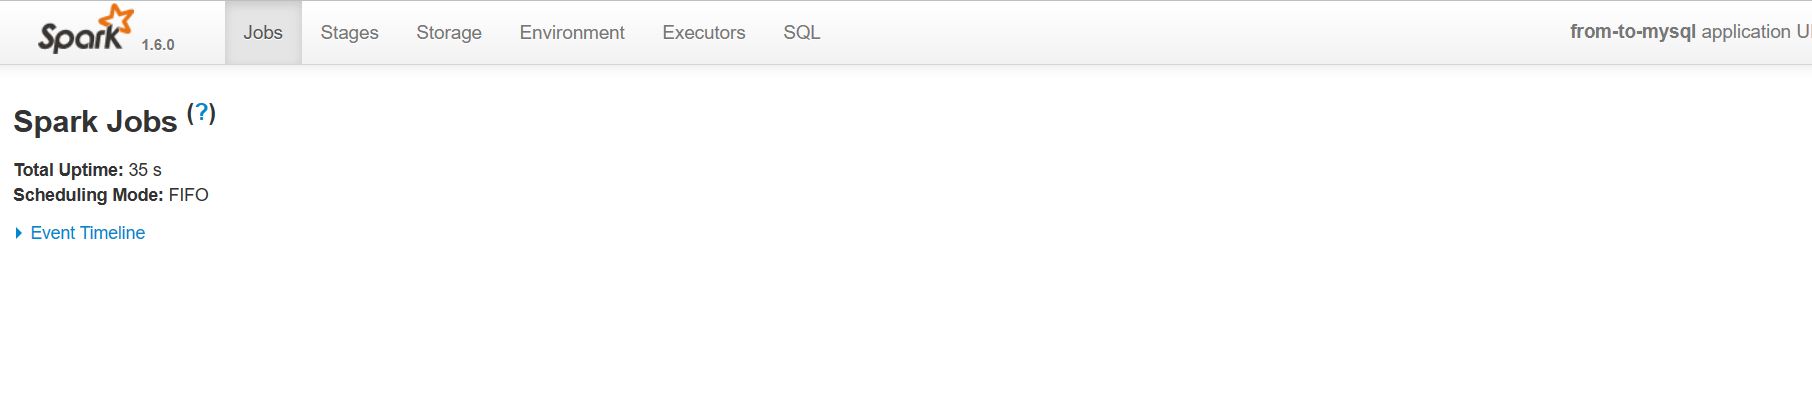 Spark 1.6.0 Jobs Stages Storage Environment Executors SQL from-to-mysql application UI
Spark Jobs (?)
Total Uptime: 35 s
Scheduling Mode: FIFO
Event Timeline